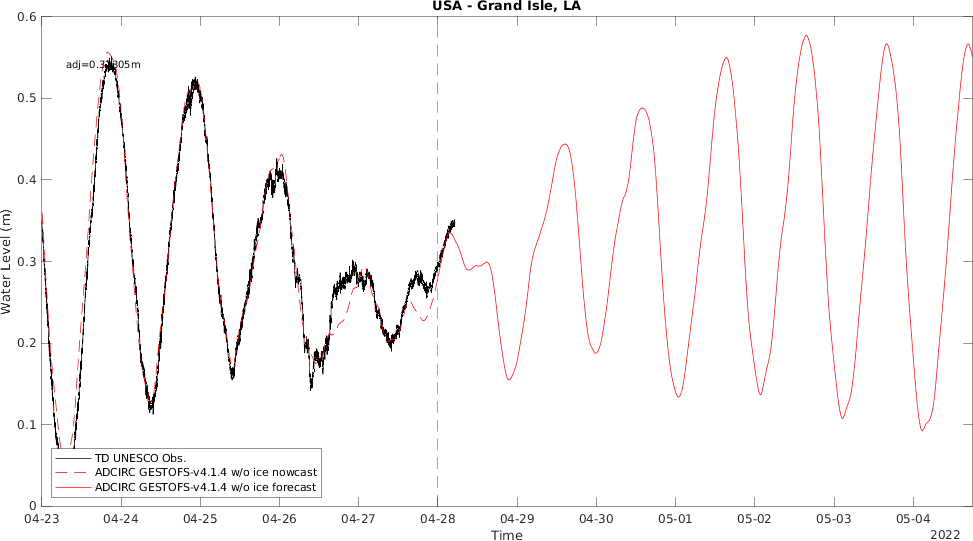 USA - Grand Isle, LA
0.6
0.5
0.4
0.3
0.2
0.1
0
Water Level (m)
TD UNESCO Obs.
ADCIRC GESTOFS-v4.1.4 w/o ice nowcast
ADCIRC GESTOFS-v4.1.4 w/o ice forecast
04-23 04-24 04-25 04-26 04-27 04-28 04-29 04-30 05-01 05-02 05-03 05-04
Time
2022